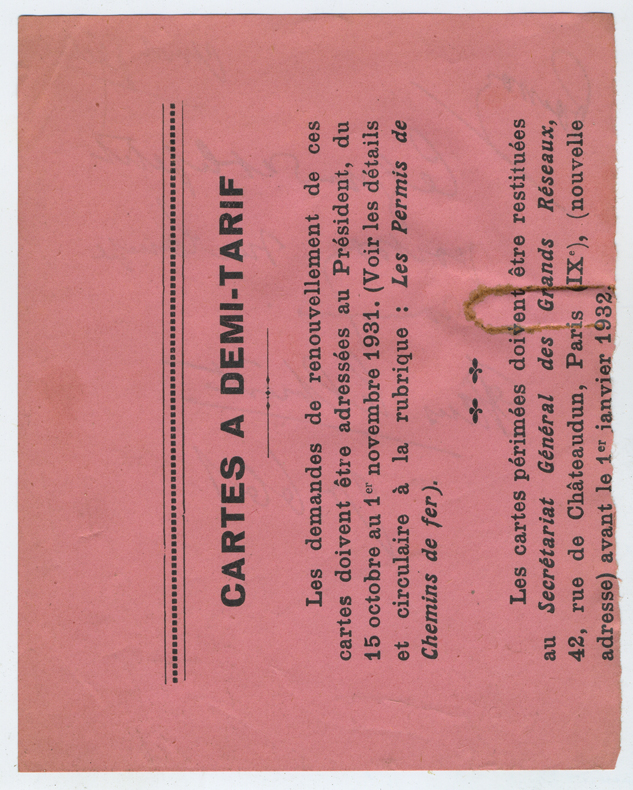 CARTES A DEMI-TARIF
Les demandes de renouvellement de ces
cartes doivent être adressées au Président, du
15 octobre au 1er novembre 1931. (Voir les détails
et circulaire à la rubrique : Les Permis de
Chemins de fer).
Les cartes périmées doivent être restituées
au Secrétariat Général des Grands Réseaux,
42, rue de Châteaudun, Paris (IXe), (nouvelle
adresse) avant le 1er janvier 1932.